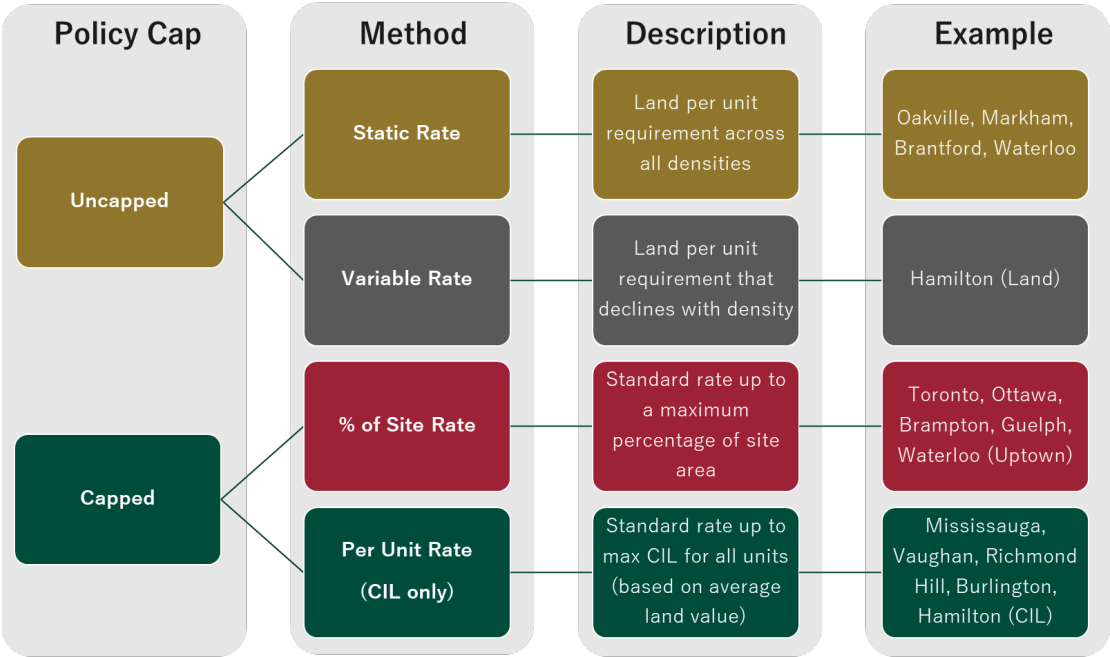 Policy Cap
Method
Description
Example
Uncapped
Static Rate
Land per unit
requirement across
all densities
Oakville, Markham,
Brantford, Waterloo
Variable Rate
Land per unit
requirement that
declines with density
Hamilton (Land)
Capped
% of Site Rate
Standard rate up to
a maximum
percentage of site
area
Toronto, Ottawa,
Brampton, Guelph,
Waterloo (Uptown)
Per Unit Rate
(CIL only)
Standard rate up to
max CIL for all units
(based on average
land value)
Mississauga,
Vaughan, Richmond
Hill, Burlington,
Hamilton (CIL)